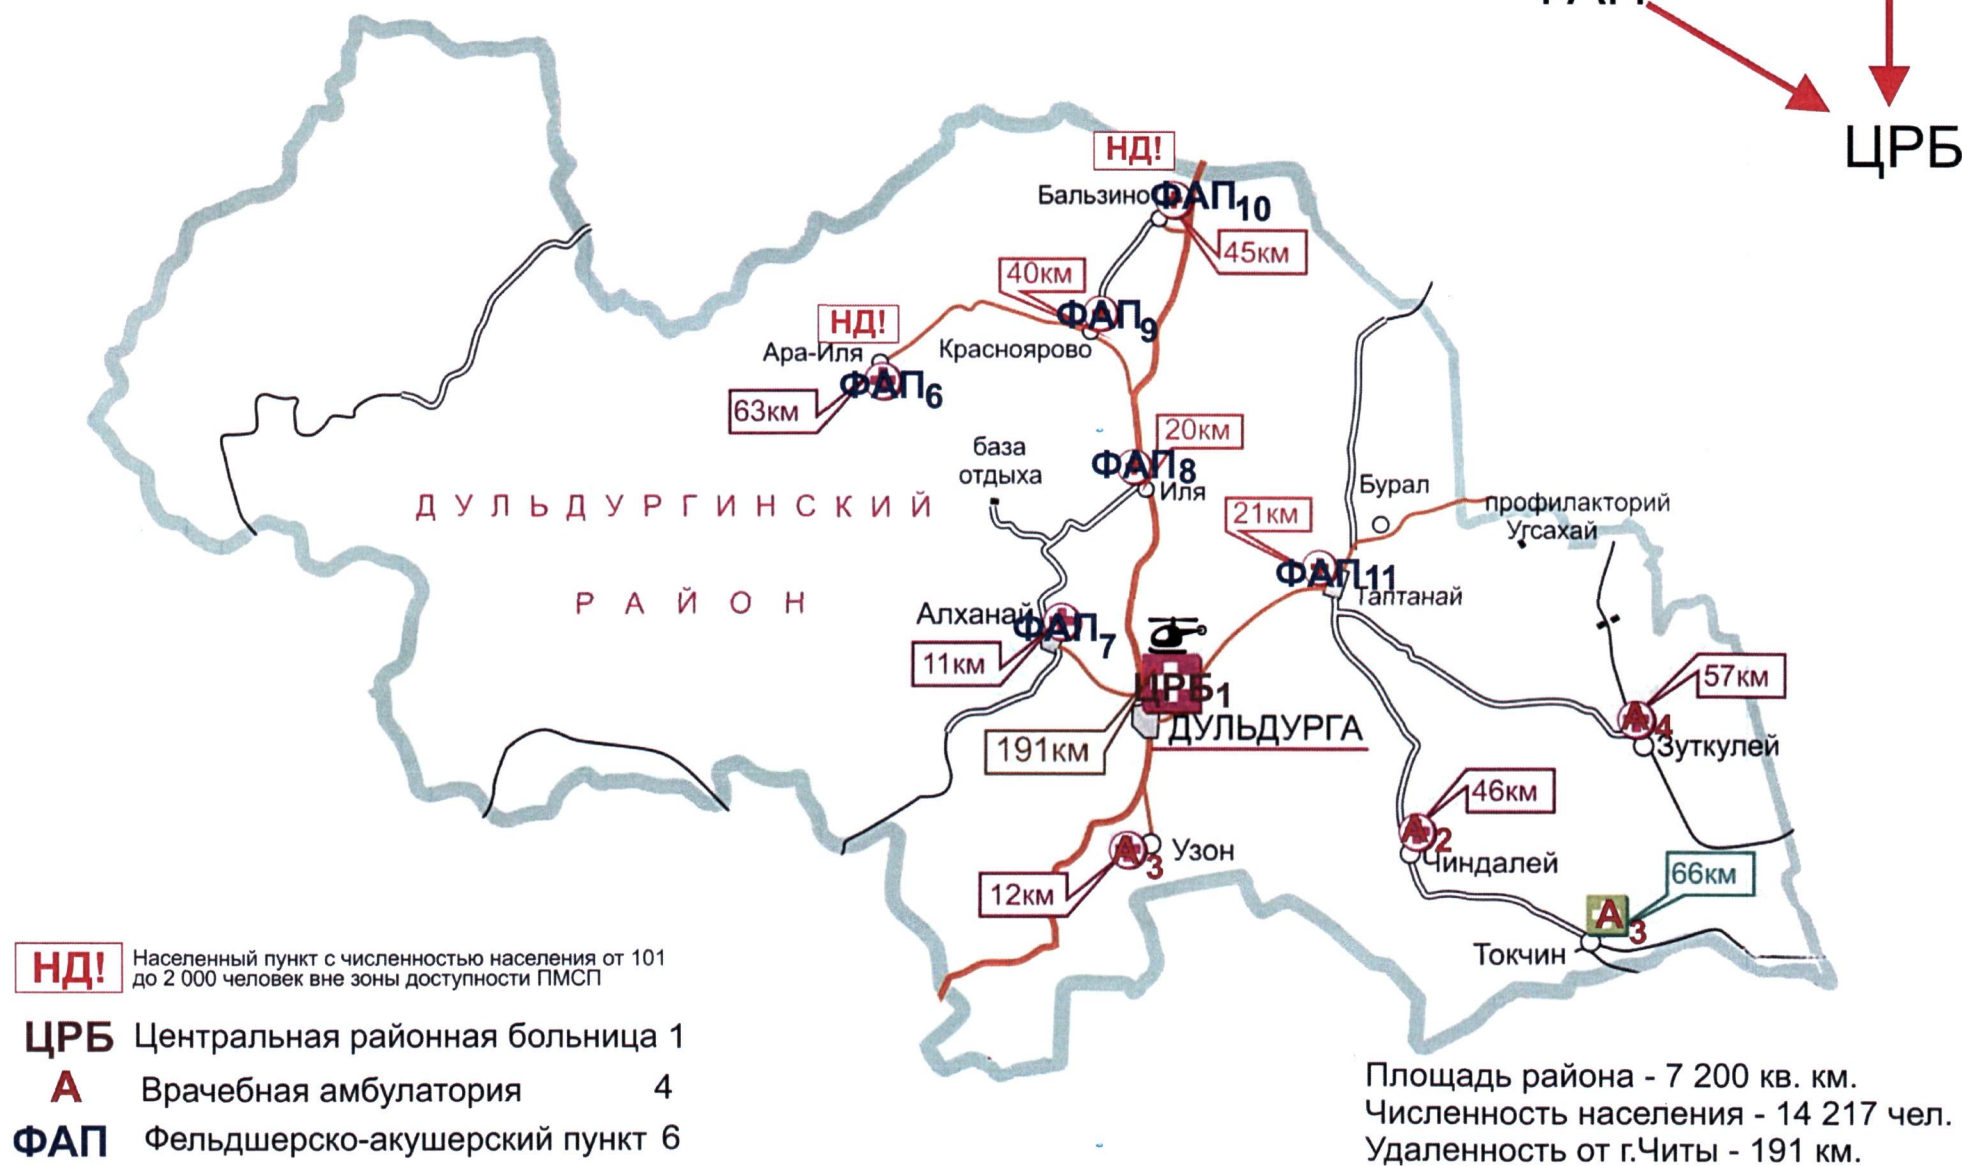 ЦРБ
НД!
Бальзино
ФАП10
45км
40км
ФАП9
НД!
Ара-Иля
Красноярово
ФАП6
63км
20км
база
отдыха
ФАП8
Иля
ДУЛЬДУРГИНСКИЙ
РАЙОН
Бурал
профилакторий
Угсахай
21км
ФАП11
Таптанай
Алханай
ФАП7
11км
ЦРБ1
ДУЛЬДУРГА
191км
57км
А4
Зуткулей
46км
А2
Чиндалей
А3
Узон
12км
66км
А3
Токчин
НД! Населенный пункт с численностью населения от 101
до 2 000 человек вне зоны доступности ПМСП
ЦРБ Центральная районная больница 1
А Врачебная амбулатория 4
ФАП Фельдшерско-акушерский пункт 6
Площадь района - 7 200 кв. км.
Численность населения - 14 217 чел.
Удаленность от г.Читы - 191 км.